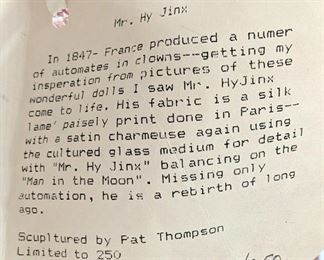 Mr. Hy Jinx
In 1847- France produced a numer
of automates in clowns--getting my
insperation from pictures of these
wonderful dolls I saw Mr. HyJinx
come to life. His fabric is a silk
lame' paisely print done in Paris--
with a satin charmeuse again using
the cultured glass medium for detail
with "Mr. Hy Jinx" balancing on the
"Man in the Moon". Missing only
automation, he is a rebirth of long
ago.
Scupltured by Pat Thompson
Limited to 250